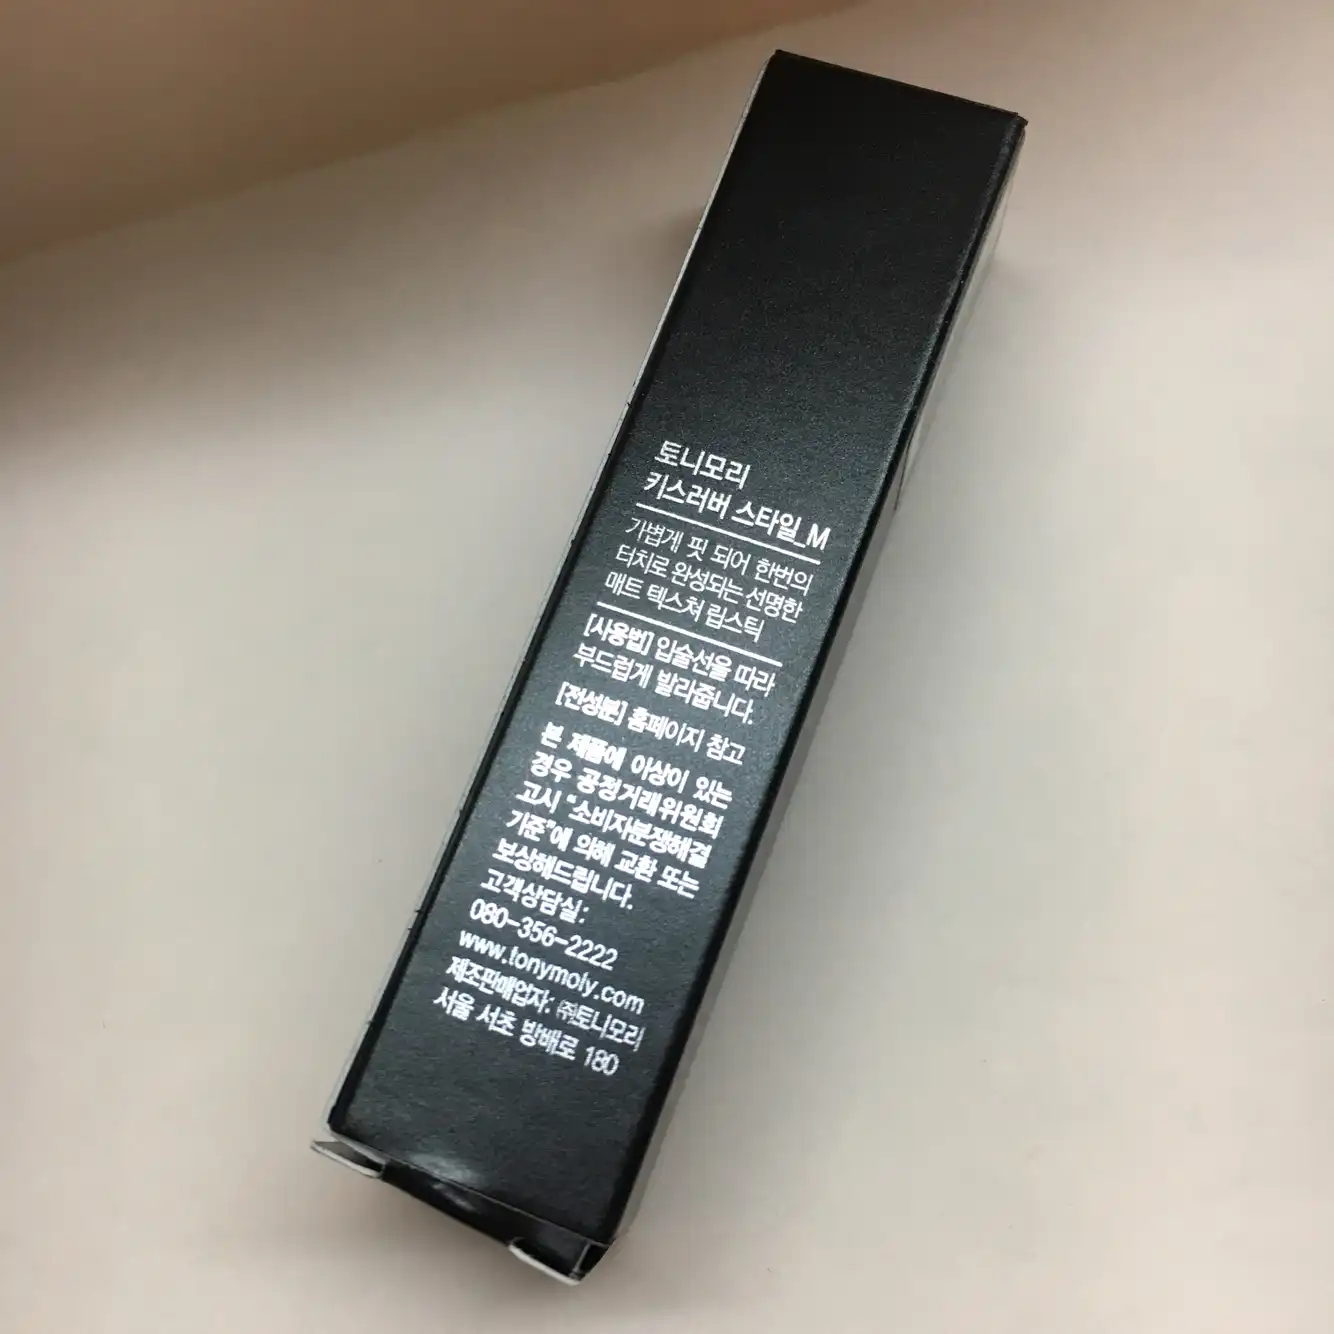 토니모리
키스러버 스타일_M
가볍게 핏 되어 한번의
터치로 완성되는 선명한
매트 텍스쳐 립스틱
[사용법] 입술선을 따라
부드럽게 발라줍니다.
[전성분] 홈페이지 참고
본 제품에 이상이 있는
경우 공정거래위원회
고시 "소비자분쟁해결
기준"에 의해 교환 또는
보상해드립니다.
고객상담실:
080-356-2222
www.tonymoly.com
제조판매업자: ㈜토니모리
서울 서초 방배로 180